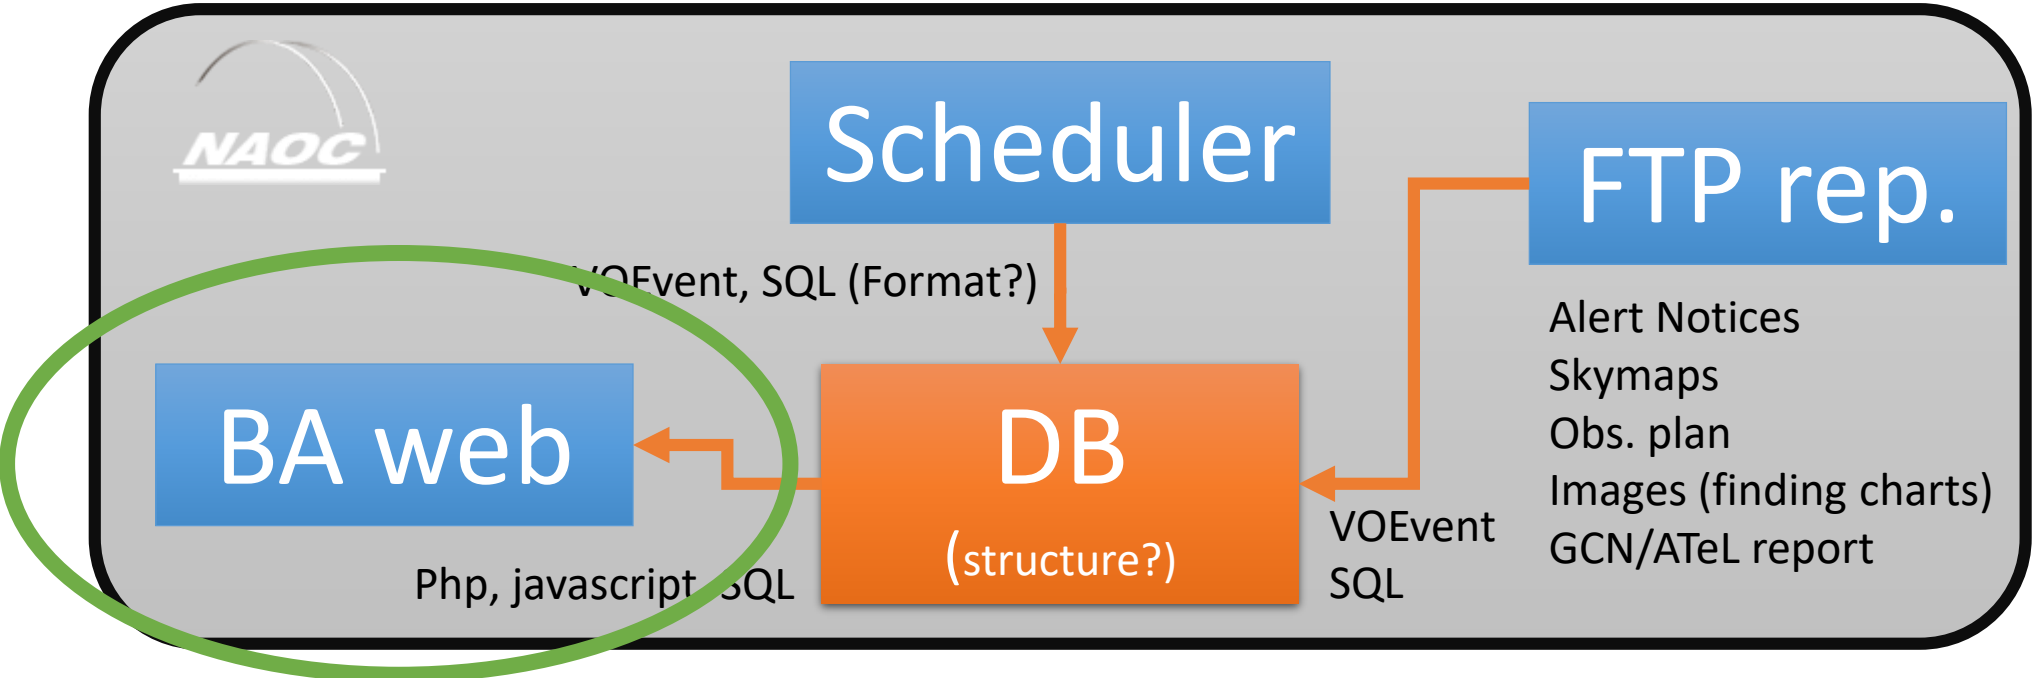 NAOC
Scheduler
FTP rep.
VOEvent, SQL (Format?)
Alert Notices
Skymaps
Obs. plan
Images (finding charts)
GCN/ATeL report
BA web
DB
(structure?)
VOEvent
SQL
Php, javascript, SQL